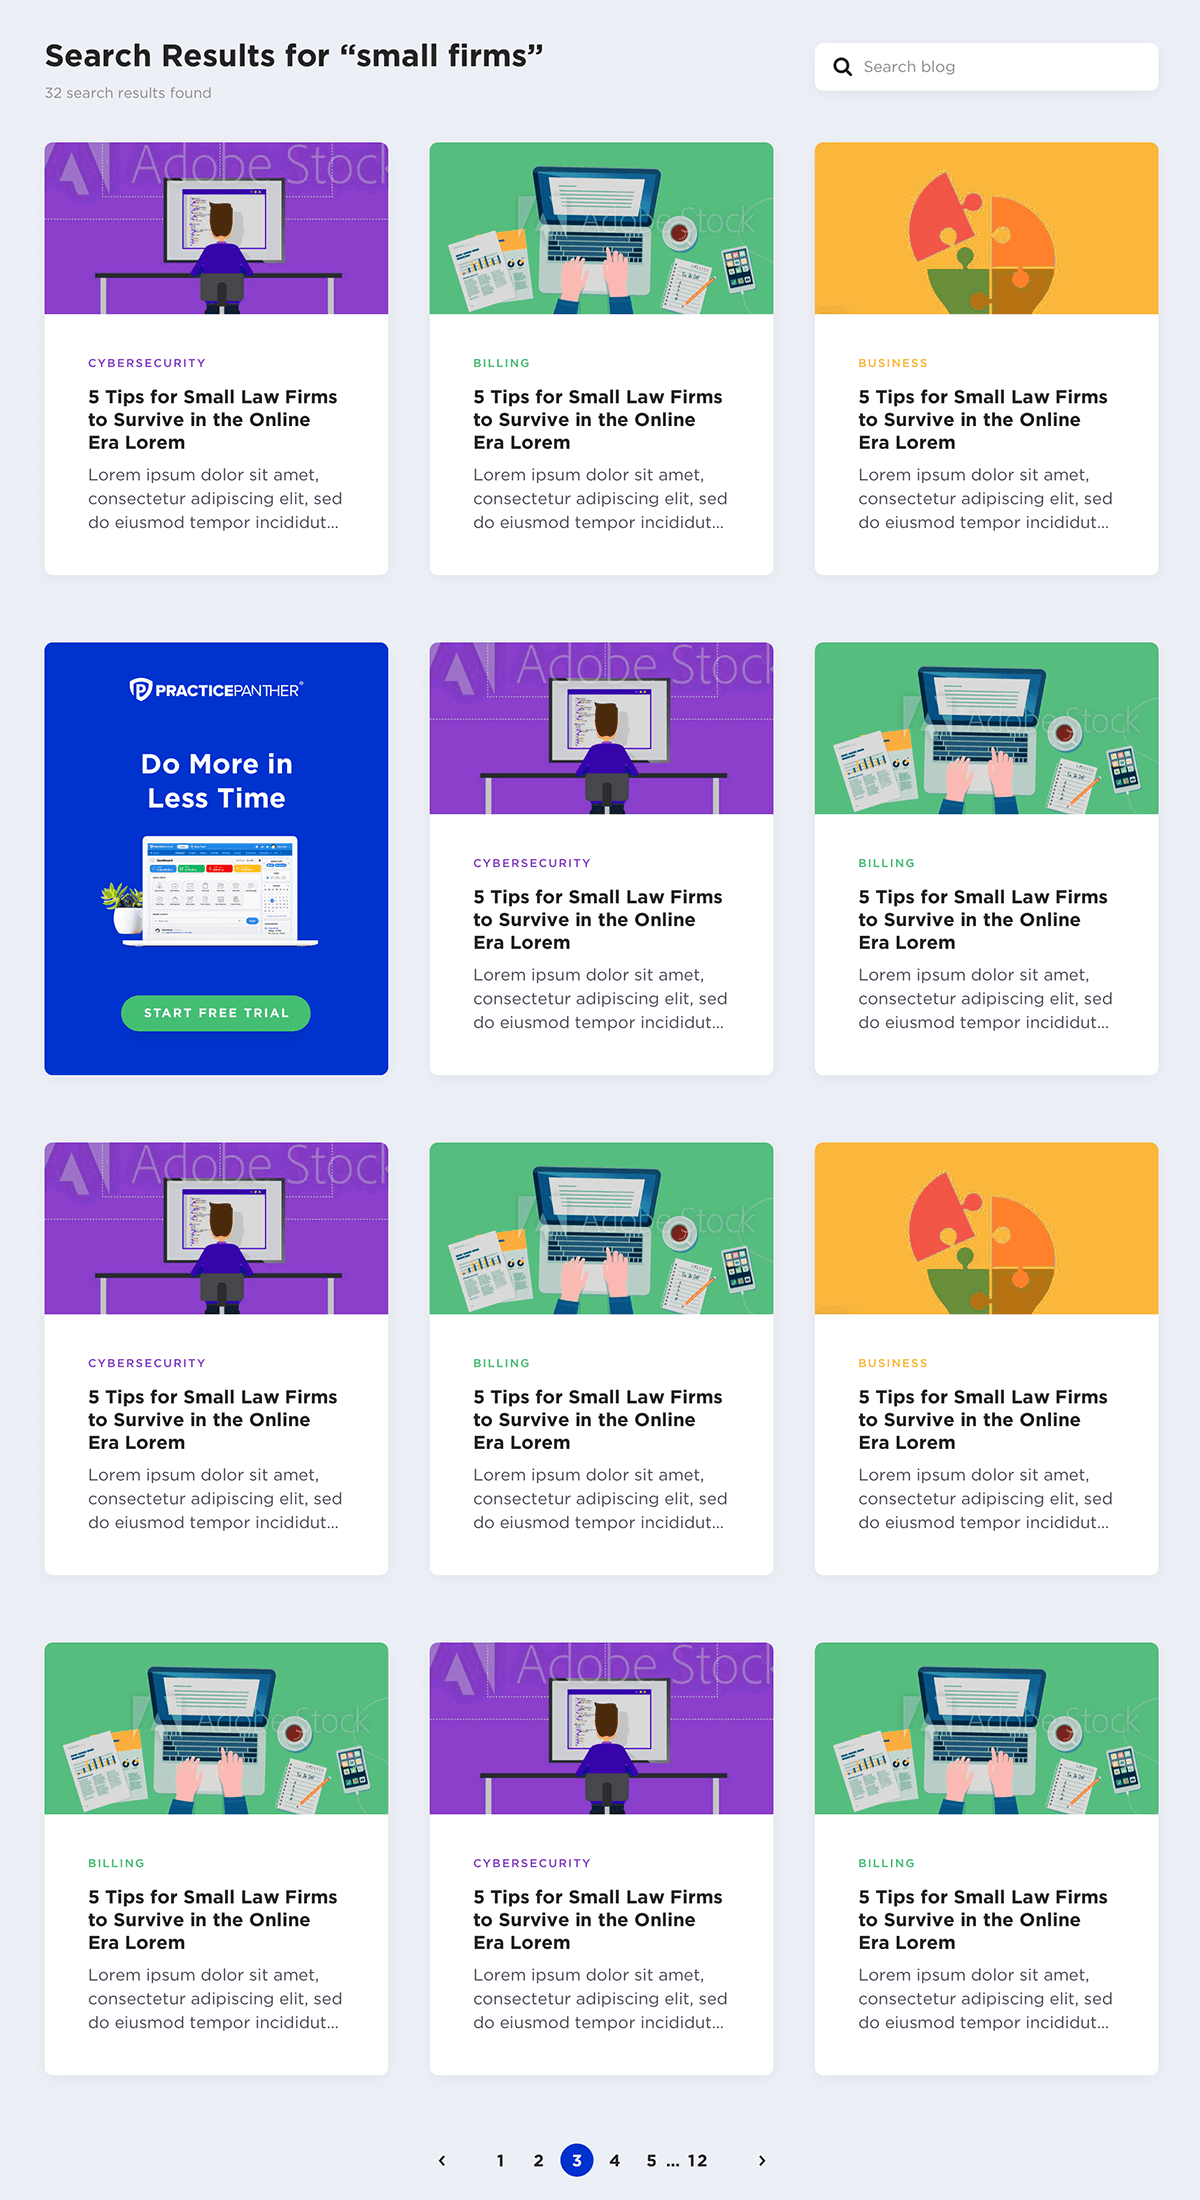 Search Results for “small firms”
32 search results found
Search blog
Adobe Stock
Adobe Stock
CYBERSECURITY
5 Tips for Small Law Firms
to Survive in the Online
Era Lorem
Lorem ipsum dolor sit amet,
consectetur adipiscing elit, sed
do eiusmod tempor incididut...
BILLING
5 Tips for Small Law Firms
to Survive in the Online
Era Lorem
Lorem ipsum dolor sit amet,
consectetur adipiscing elit, sed
do eiusmod tempor incididut...
BUSINESS
5 Tips for Small Law Firms
to Survive in the Online
Era Lorem
Lorem ipsum dolor sit amet,
consectetur adipiscing elit, sed
do eiusmod tempor incididut...
PRACTICEPANTHER®
Do More in
Less Time
Dashboard
START FREE TRIAL
Adobe Stock
CYBERSECURITY
5 Tips for Small Law Firms
to Survive in the Online
Era Lorem
Lorem ipsum dolor sit amet,
consectetur adipiscing elit, sed
do eiusmod tempor incididut...
Adobe Stock
BILLING
5 Tips for Small Law Firms
to Survive in the Online
Era Lorem
Lorem ipsum dolor sit amet,
consectetur adipiscing elit, sed
do eiusmod tempor incididut...
Adobe Stock
CYBERSECURITY
5 Tips for Small Law Firms
to Survive in the Online
Era Lorem
Lorem ipsum dolor sit amet,
consectetur adipiscing elit, sed
do eiusmod tempor incididut...
Adobe Stock
BILLING
5 Tips for Small Law Firms
to Survive in the Online
Era Lorem
Lorem ipsum dolor sit amet,
consectetur adipiscing elit, sed
do eiusmod tempor incididut...
BUSINESS
5 Tips for Small Law Firms
to Survive in the Online
Era Lorem
Lorem ipsum dolor sit amet,
consectetur adipiscing elit, sed
do eiusmod tempor incididut...
Adobe Stock
BILLING
5 Tips for Small Law Firms
to Survive in the Online
Era Lorem
Lorem ipsum dolor sit amet,
consectetur adipiscing elit, sed
do eiusmod tempor incididut...
Adobe Stock
CYBERSECURITY
5 Tips for Small Law Firms
to Survive in the Online
Era Lorem
Lorem ipsum dolor sit amet,
consectetur adipiscing elit, sed
do eiusmod tempor incididut...
Adobe Stock
BILLING
5 Tips for Small Law Firms
to Survive in the Online
Era Lorem
Lorem ipsum dolor sit amet,
consectetur adipiscing elit, sed
do eiusmod tempor incididut...
‹ 1 2 3 4 5 ... 12 ›